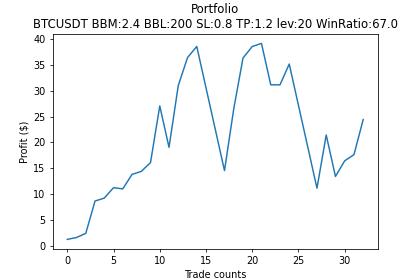 Portfolio
BTCUSDT BBM:2.4 BBL:200 SL:0.8 TP:1.2 lev:20 WinRatio:67.0
40
35
30
25
20
15
10
5
0
Profit ($)
0 5 10 15 20 25 30
Trade counts